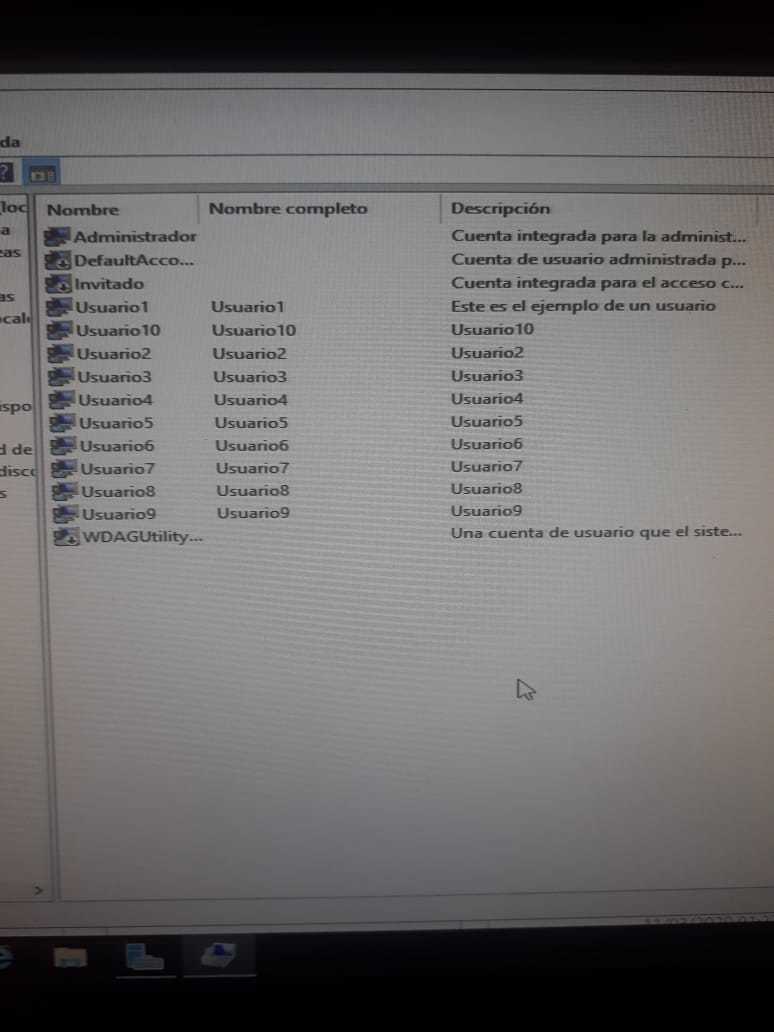 da
?
loc
Nombre Nombre completo Descripción
a
Administrador Cuenta integrada para la administ...
eas
DefaultAcco... Cuenta de usuario administrada p...
Invitado Cuenta integrada para el acceso c...
as
Usuario1 Usuario1 Este es el ejemplo de un usuario
ocale
Usuario10 Usuario10 Usuario10
Usuario2 Usuario2 Usuario2
Usuario3 Usuario3 Usuario3
Usuario4 Usuario4 Usuario4
ispo
Usuario5 Usuario5 Usuario5
d de
Usuario6 Usuario6 Usuario6
disco
Usuario7 Usuario7 Usuario7
s
Usuario8 Usuario8 Usuario8
Usuario9 Usuario9 Usuario9
WDAGUtility... Una cuenta de usuario que el siste...